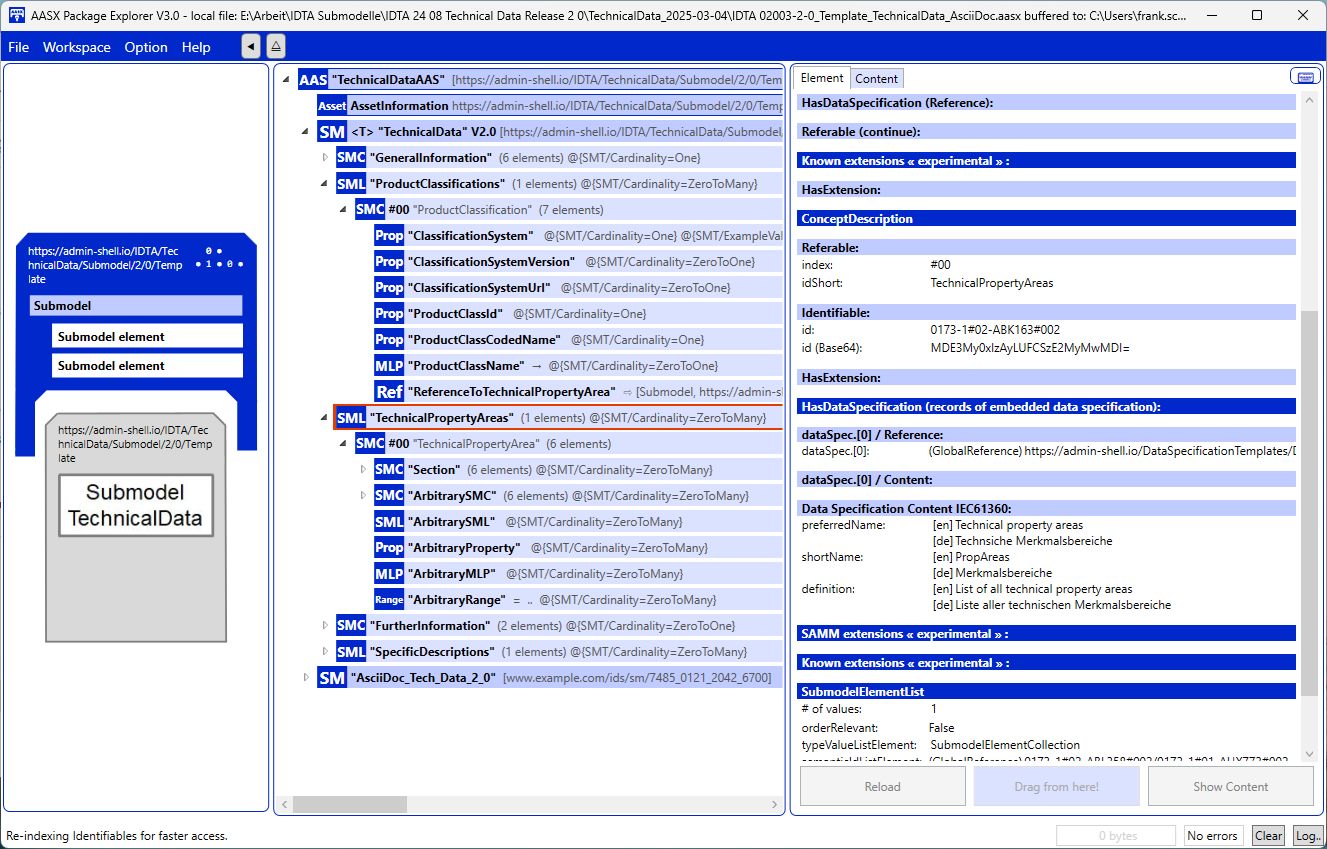 AASX Package Explorer V3.0 - local file: E:\Arbeit\IDTA Submodelle\IDTA 24 08 Technical Data Release 2 0\TechnicalData_2025-03-04\IDTA 02003-2-0_Template_TechnicalData_AsciiDoc.aasx buffered to: C:\Users\frank.sc...
File Workspace Option Help
https://admin-shell.io/IDTA/Tec
hnicalData/Submodel/2/0/Temp
late
Submodel
Submodel element
Submodel element
https://admin-shell.io/IDTA/Tec
hnicalData/Submodel/2/0/Temp
late
Submodel
TechnicalData
AAS "TechnicalDataAAS" [https://admin-shell.io/IDTA/TechnicalData/Submodel/2/0/Tem
Asset AssetInformation https://admin-shell.io/IDTA/TechnicalData/Submodel/2/0/Temp
SM <T> "TechnicalData" V2.0 [https://admin-shell.io/IDTA/TechnicalData/Submodel/
SMC "GeneralInformation" (6 elements) @{SMT/Cardinality=One}
SML "ProductClassifications" (1 elements) @{SMT/Cardinality=ZeroToMany}
SMC #00 "ProductClassification" (7 elements)
Prop "ClassificationSystem" @{SMT/Cardinality=One} @{SMT/ExampleVal
Prop "ClassificationSystemVersion" @{SMT/Cardinality=ZeroToOne}
Prop "ClassificationSystemUrl" @{SMT/Cardinality=ZeroToOne}
Prop "ProductClassId" @{SMT/Cardinality=One}
Prop "ProductClassCodedName" @{SMT/Cardinality=One}
MLP "ProductClassName" → @{SMT/Cardinality=ZeroToOne}
Ref "ReferenceToTechnicalPropertyArea" ⇨ [Submodel, https://admin-s
SML "TechnicalPropertyAreas" (1 elements) @{SMT/Cardinality=ZeroToMany}
SMC #00 "TechnicalPropertyArea" (6 elements)
SMC "Section" (6 elements) @{SMT/Cardinality=ZeroToMany}
SMC "ArbitrarySMC" (6 elements) @{SMT/Cardinality=ZeroToMany}
SML "ArbitrarySML" @{SMT/Cardinality=ZeroToMany}
Prop "ArbitraryProperty" @{SMT/Cardinality=ZeroToMany}
MLP "ArbitraryMLP" @{SMT/Cardinality=ZeroToMany}
Range "ArbitraryRange" = .. @{SMT/Cardinality=ZeroToMany}
SMC "FurtherInformation" (2 elements) @{SMT/Cardinality=ZeroToOne}
SML "SpecificDescriptions" (1 elements) @{SMT/Cardinality=ZeroToMany}
SM "AsciiDoc_Tech_Data_2_0" [www.example.com/ids/sm/7485_0121_2042_6700]
Element Content
HasDataSpecification (Reference):
Referable (continue):
Known extensions « experimental » :
HasExtension:
ConceptDescription
Referable:
index: #00
idShort: TechnicalPropertyAreas
Identifiable:
id: 0173-1#02-ABK163#002
id (Base64): MDE3My0xIzAyLUFCSzE2MyMwMDI=
HasExtension:
HasDataSpecification (records of embedded data specification):
dataSpec.[0] / Reference:
dataSpec.[0]: (GlobalReference) https://admin-shell.io/DataSpecificationTemplates/D
dataSpec.[0] / Content:
Data Specification Content IEC61360:
preferredName: [en] Technical property areas
[de] Technsiche Merkmalsbereiche
shortName: [en] PropAreas
[de] Merkmalsbereiche
definition: [en] List of all technical property areas
[de] Liste aller technischen Merkmalsbereiche
SAMM extensions « experimental » :
Known extensions « experimental » :
SubmodelElementList
# of values: 1
orderRelevant: False
typeValueListElement: SubmodelElementCollection
Reload Drag from here! Show Content
Re-indexing Identifiables for faster access.
0 bytes No errors Clear Log..